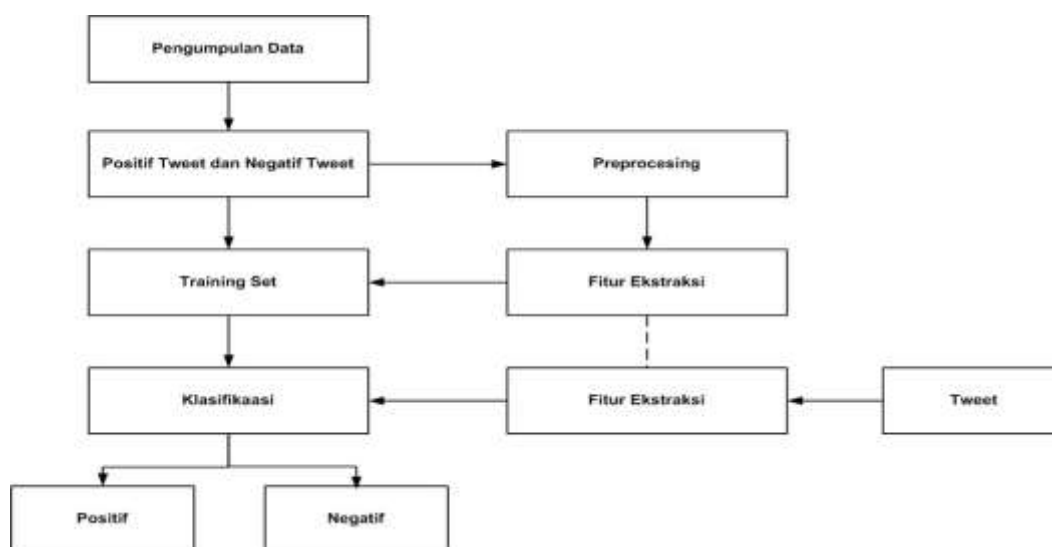 Pengumpulan Data
Positif Tweet dan Negatif Tweet
Preprocesing
Training Set
Fitur Ekstraksi
Klasifikaasi
Fitur Ekstraksi
Tweet
Positif
Negatif